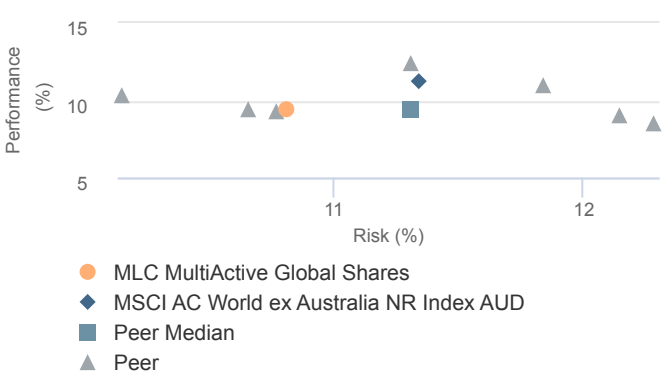 15
Performance
(%)
10
5
11
12
Risk (%)
MLC MultiActive Global Shares
MSCI AC World ex Australia NR Index AUD
Peer Median
Peer